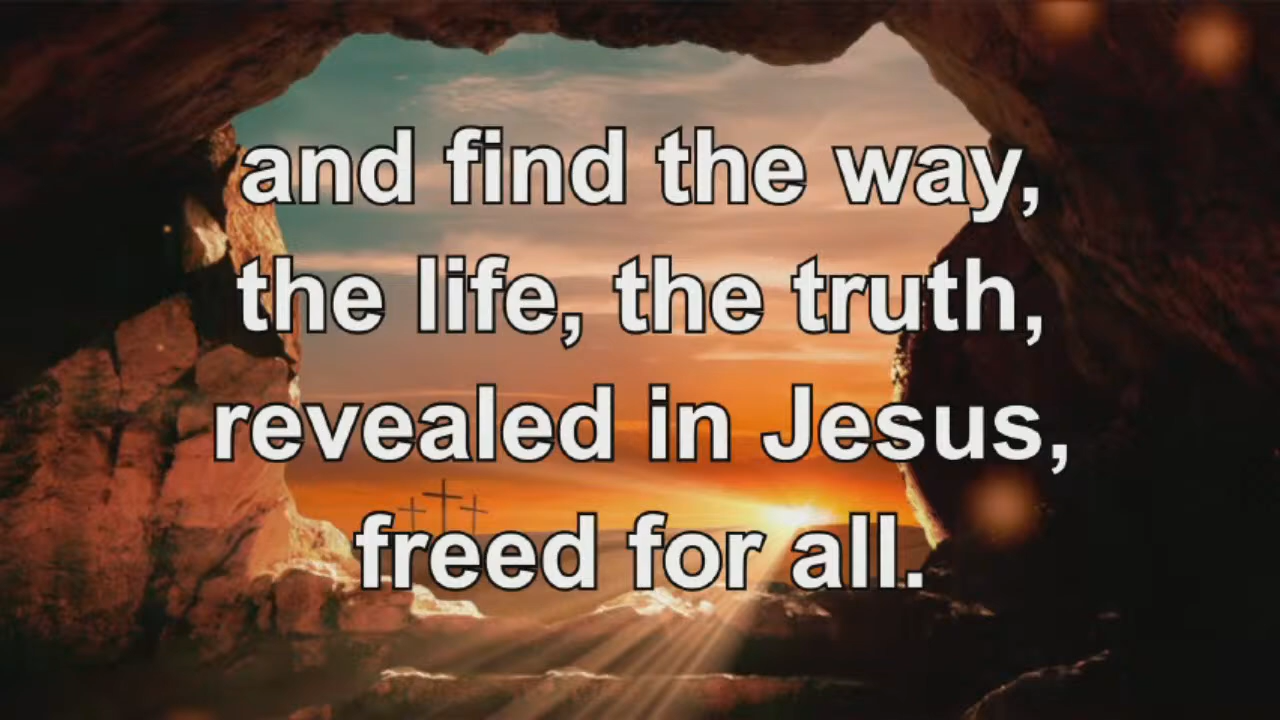 and find the way,
the life, the truth,
revealed in Jesus,
freed for all.